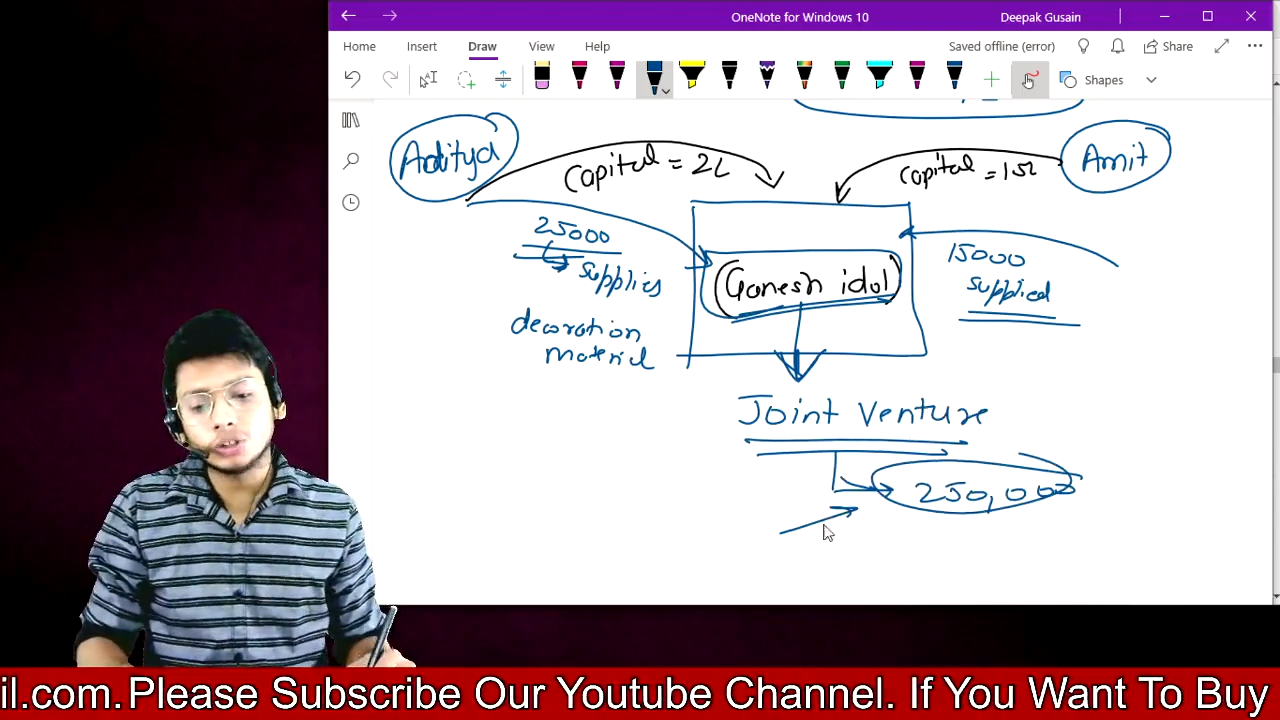 OneNote for Windows 10
Deepak Gusain
Home Insert Draw View Help
Saved offline (error)
Share
Shapes
Aditya
Capital = 2L
Capital =
Amit
25000
supplies
decoration
material
Ganesh idol
15000
supplied
Joint Venture
250,000
il.com. Please Subscribe Our Youtube Channel. If You Want To Buy